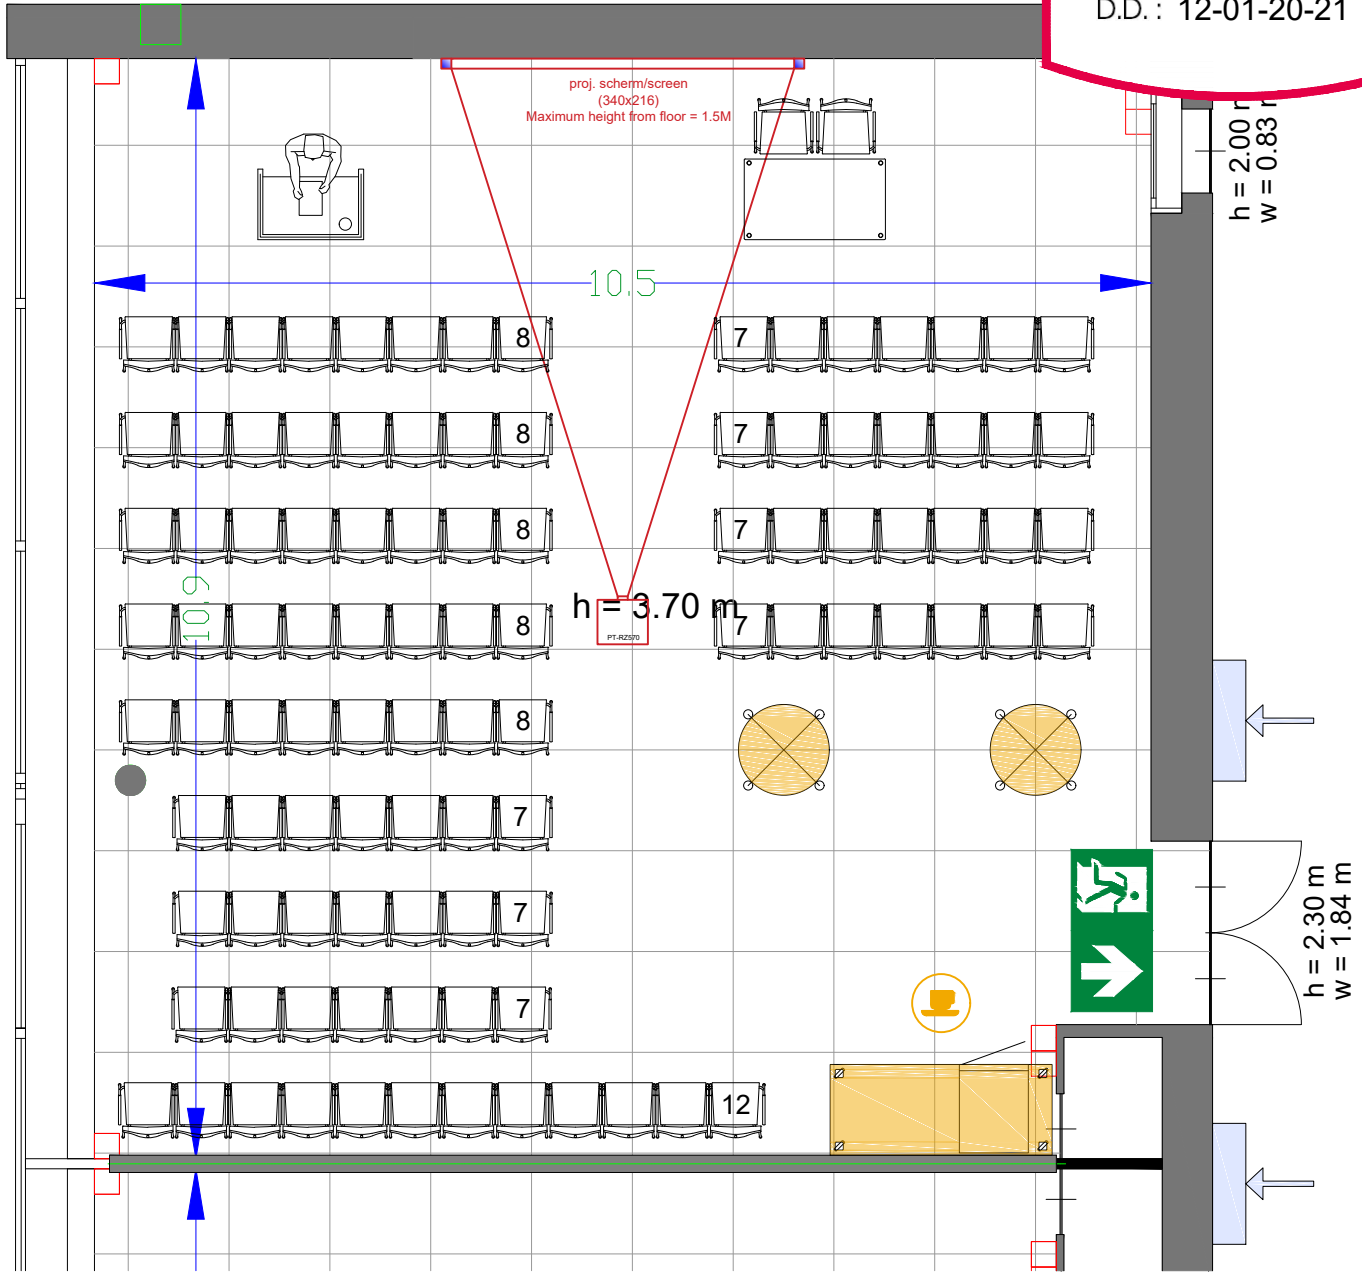 D.D. : 12-01-20-21
proj. scherm/screen
(340x216)
Maximum height from floor = 1.5M
h = 2.00 m
w = 0.83 m
10.5
8
7
8
7
8
7
10.9
h = 3.70 m
PT-RZ570
8
7
8
7
7
h = 2.30 m
w = 1.84 m
7
12